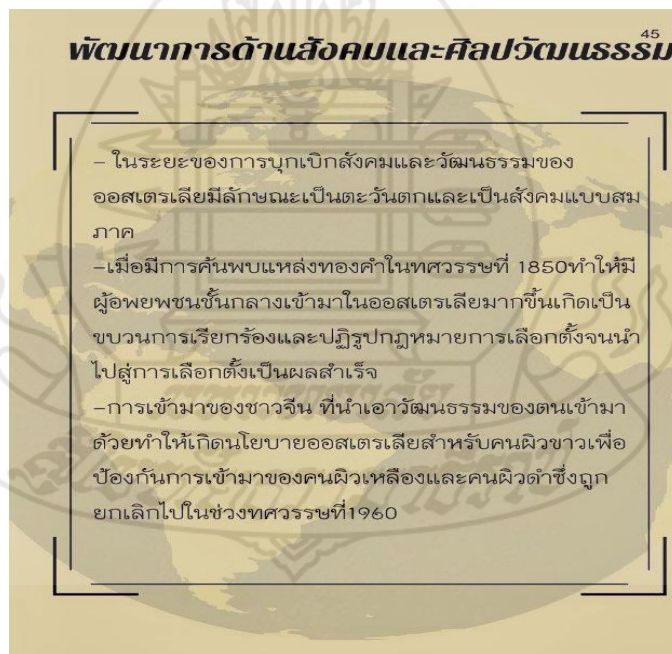 45
พัฒนาการด้านสังคมและศิลปวัฒนธรรม
– ในระยะของการบุกเบิกสังคมและวัฒนธรรมของ
ออสเตรเลียมีลักษณะเป็นตะวันตกและเป็นสังคมแบบสม
ภาค
–เมื่อมีการค้นพบแหล่งทองคำในทศวรรษที่ 1850ทำให้มี
ผู้อพยพชนชั้นกลางเข้ามาในออสเตรเลียมากขึ้นเกิดเป็น
ขบวนการเรียกร้องและปฏิรูปกฎหมายการเลือกตั้งจนนำ
ไปสู่การเลือกตั้งเป็นผลสำเร็จ
–การเข้ามาของชาวจีน ที่นำเอาวัฒนธรรมของตนเข้ามา
ด้วยทำให้เกิดนโยบายออสเตรเลียสำหรับคนผิวขาวเพื่อ
ป้องกันการเข้ามาของคนผิวเหลืองและคนผิวดำซึ่งถูก
ยกเลิกไปในช่วงทศวรรษที่1960